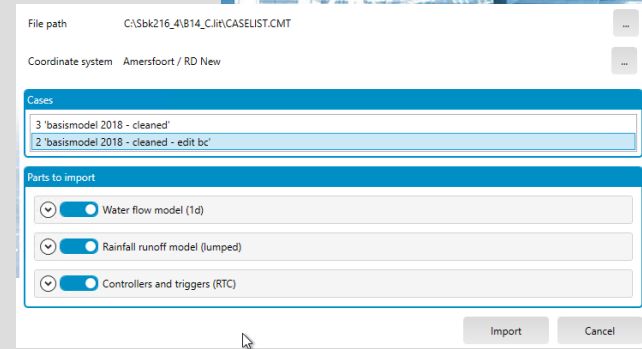 File path C:\Sbk216_4\B14_C.lit\CASELIST.CMT ...
Coordinate system Amersfoort / RD New ...
Cases
3 'basismodel 2018 - cleaned'
2 'basismodel 2018 - cleaned - edit bc'
Parts to import
Water flow model (1d)
Rainfall runoff model (lumped)
Controllers and triggers (RTC)
Import Cancel